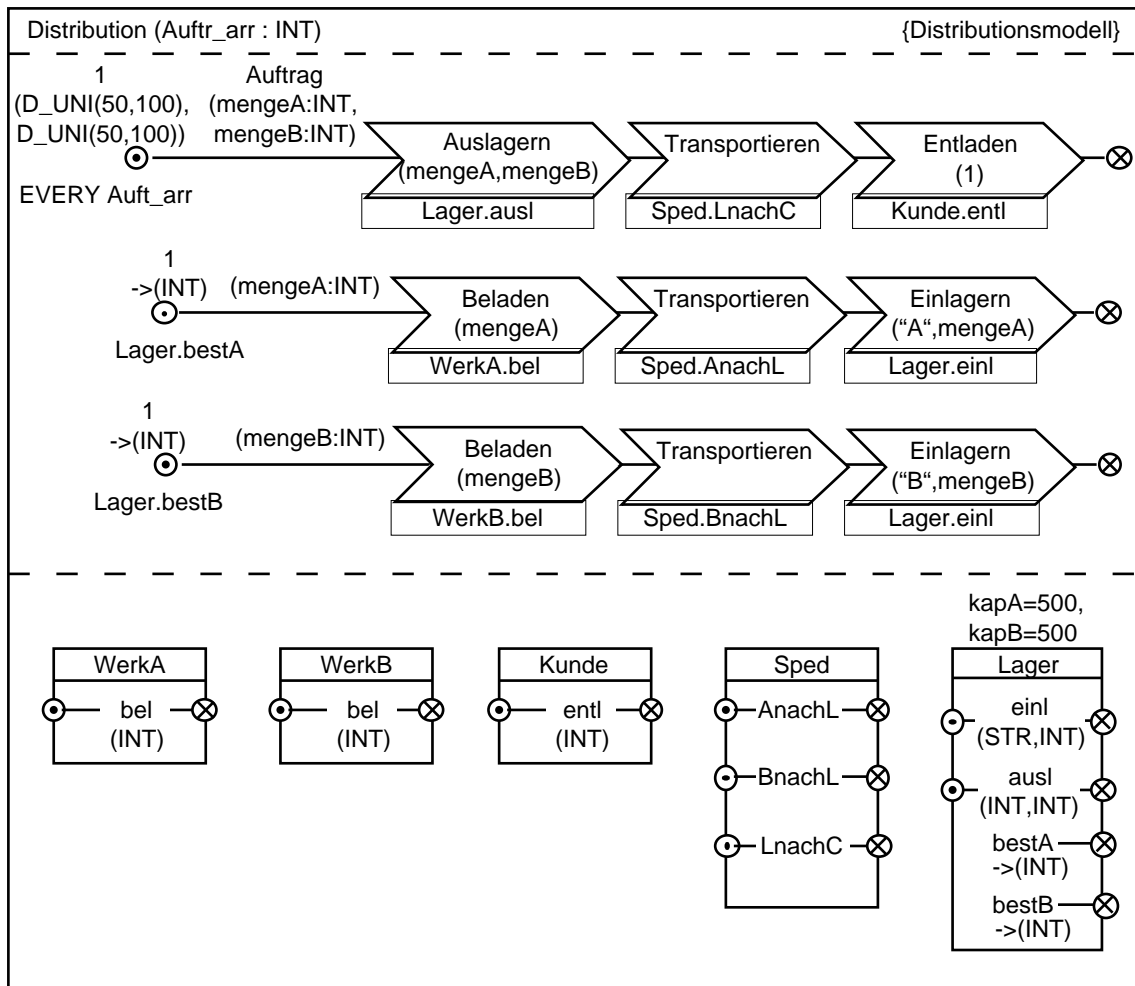 Distribution (Auftr_arr : INT)
{Distributionsmodell}
1
(D_UNI(50,100),
D_UNI(50,100))
EVERY Auft_arr
Auftrag
(mengeA:INT,
mengeB:INT)
Auslagern
(mengeA,mengeB)
Lager.ausl
Transportieren
Sped.LnachC
Entladen
(1)
Kunde.entl
1
->(INT)
Lager.bestA
(mengeA:INT)
Beladen
(mengeA)
WerkA.bel
Transportieren
Sped.AnachL
Einlagern
(“A“,mengeA)
Lager.einl
1
->(INT)
Lager.bestB
(mengeB:INT)
Beladen
(mengeB)
WerkB.bel
Transportieren
Sped.BnachL
Einlagern
(“B“,mengeB)
Lager.einl
WerkA
bel
(INT)
WerkB
bel
(INT)
Kunde
entl
(INT)
Sped
AnachL
BnachL
LnachC
kapA=500,
kapB=500
Lager
einl
(STR,INT)
ausl
(INT,INT)
bestA
->(INT)
bestB
->(INT)